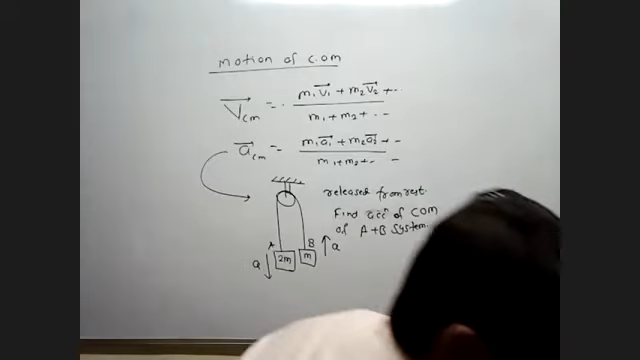 motion of C.O.M
V⃗cm = m₁v⃗₁ + m₂v⃗₂ + ··· / m₁ + m₂ + ···
a⃗cm = m₁a⃗₁ + m₂a⃗₂ + ··· / m₁ + m₂ + ···
released from rest.
Find accⁿ of COM
of A+B system.
A B
a 2m m a